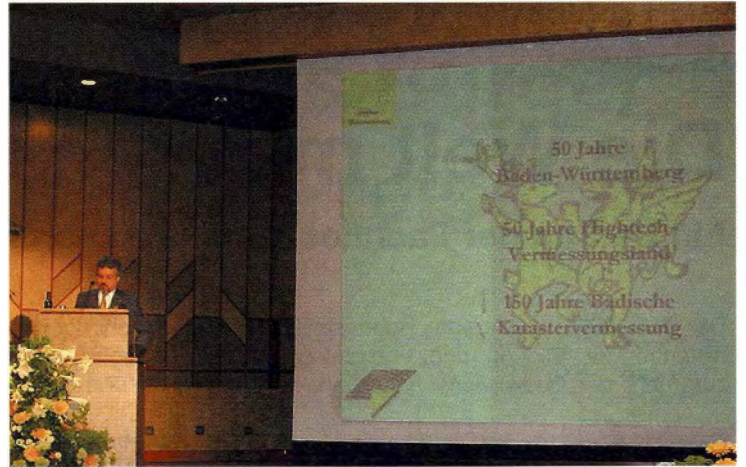 50 Jahre
Baden-Württemberg
50 Jahre Hightech-
Vermessungsland
150 Jahre Badische
Katastervermessung